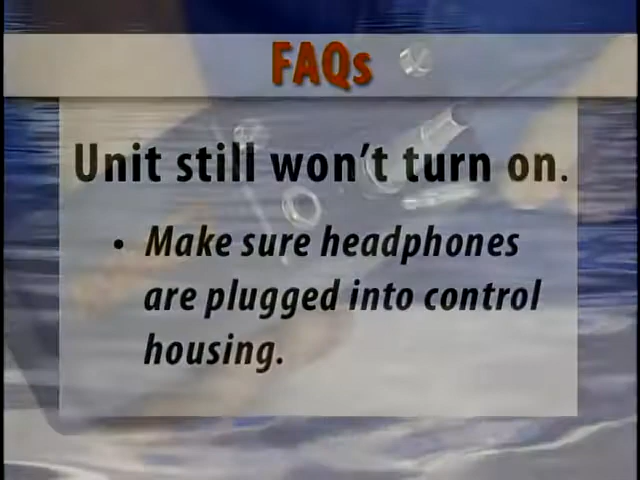 FAQs
Unit still won't turn on.
• Make sure headphones
are plugged into control
housing.